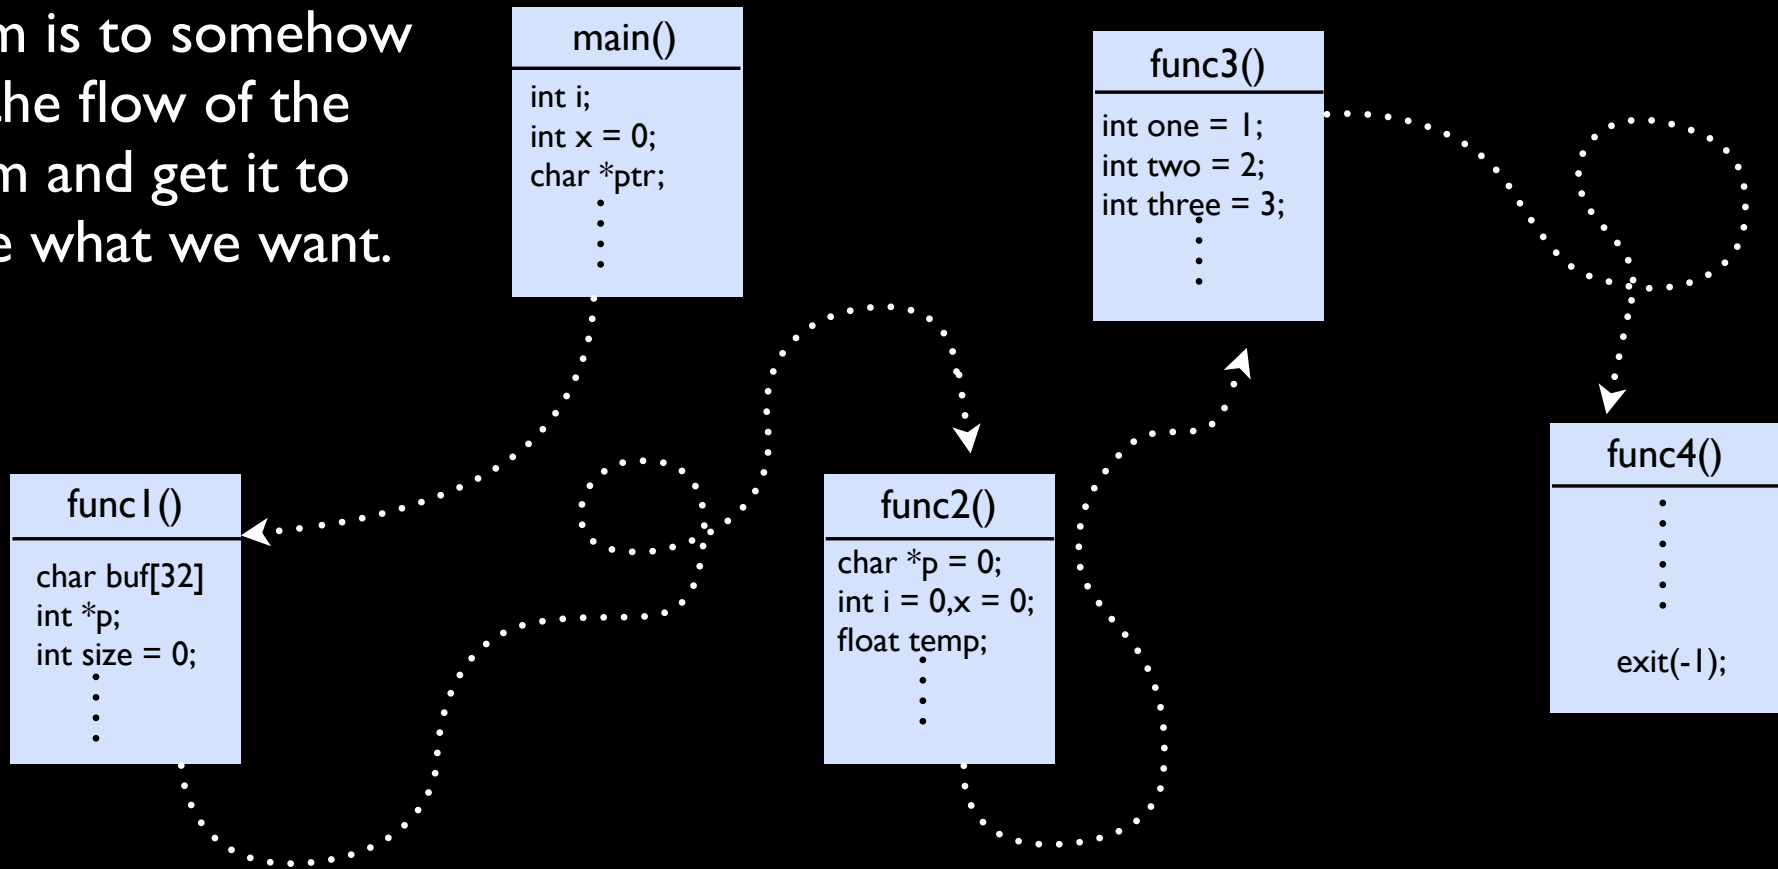 m is to somehow
the flow of the
m and get it to
e what we want.
main()
int i;
int x = 0;
char *ptr;
func3()
int one = 1;
int two = 2;
int three = 3;
func1()
char buf[32]
int *p;
int size = 0;
func2()
char *p = 0;
int i = 0,x = 0;
float temp;
func4()
exit(-1);